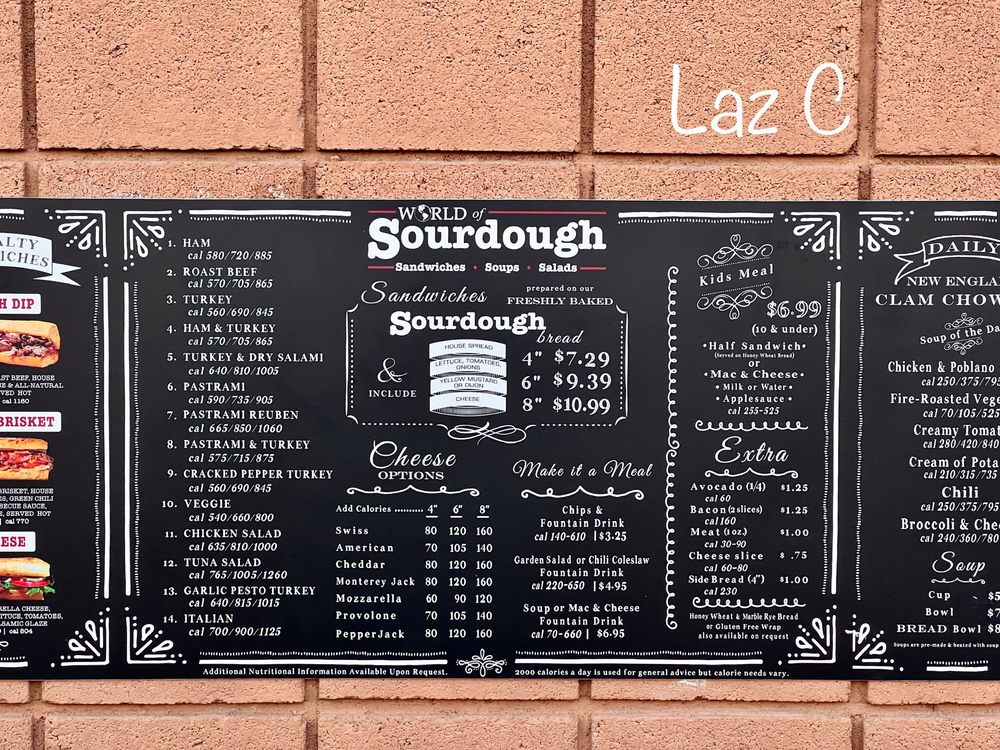 Laz C
ALTY
ICHES
H DIP
AST BEEF, HOUSE
SE & ALL-NATURAL
VED HOT
cal 1160
BRISKET
BRISKET, HOUSE
ES, GREEN CHILI
BECUE SAUCE,
E, SERVED HOT
| cal 770
ESE
RELLA CHEESE,
TTUCE, TOMATOES,
LSAMIC GLAZE
| cal 804
1. HAM
cal 580/720/885
2. ROAST BEEF
cal 570/705/865
3. TURKEY
cal 560/690/845
4. HAM & TURKEY
cal 570/705/865
5. TURKEY & DRY SALAMI
cal 640/810/1005
6. PASTRAMI
cal 590/735/905
7. PASTRAMI REUBEN
cal 665/850/1060
8. PASTRAMI & TURKEY
cal 575/715/875
9. CRACKED PEPPER TURKEY
cal 560/690/845
10. VEGGIE
cal 540/660/800
11. CHICKEN SALAD
cal 635/810/1000
12. TUNA SALAD
cal 765/1005/1260
13. GARLIC PESTO TURKEY
cal 640/815/1015
14. ITALIAN
cal 700/900/1125
WORLD of
Sourdough
Sandwiches · Soups · Salads
Sandwiches prepared on our
FRESHLY BAKED
Sourdough
bread
& INCLUDE
HOUSE SPREAD
LETTUCE, TOMATOES,
ONIONS
YELLOW MUSTARD
OR DIJON
CHEESE
4" $7.29
6" $9.39
8" $10.99
Cheese
OPTIONS
Add Calories .......... 4" 6" 8"
Swiss 80 120 160
American 70 105 140
Cheddar 80 120 160
Monterey Jack 80 120 160
Mozzarella 60 90 120
Provolone 70 105 140
PepperJack 80 120 160
Make it a Meal
Chips &
Fountain Drink
cal 140-610 | $3.25
Garden Salad or Chili Coleslaw
Fountain Drink
cal 220-650 | $4.95
Soup or Mac & Cheese
Fountain Drink
cal 70-660 | $6.95
Kids Meal
$6.99
(10 & under)
• Half Sandwich •
(Served on Honey Wheat Bread)
or
• Mac & Cheese •
• Milk or Water •
• Applesauce •
cal 255-525
Extra
Avocado (1/4) $1.25
cal 60
Bacon (2 slices) $1.25
cal 160
Meat (1oz.) $1.00
cal 30-90
Cheese slice $ .75
cal 60-80
Side Bread (4") $1.00
cal 230
Honey Wheat & Marble Rye Bread
or Gluten Free Wrap
also available on request
Additional Nutritional Information Available Upon Request.
2000 calories a day is used for general advice but calorie needs vary.
DAILY
NEW ENGLA
CLAM CHOW
Soup of the Da
Chicken & Poblano
cal 250/375/795
Fire-Roasted Vege
cal 70/105/525
Creamy Tomat
cal 280/420/840
Cream of Pota
cal 210/315/735
Chili
cal 250/375/795
Broccoli & Chee
cal 240/360/780
Soup
Cup $5
Bowl $7
BREAD Bowl $8
Soups are pre-made & heated with soup